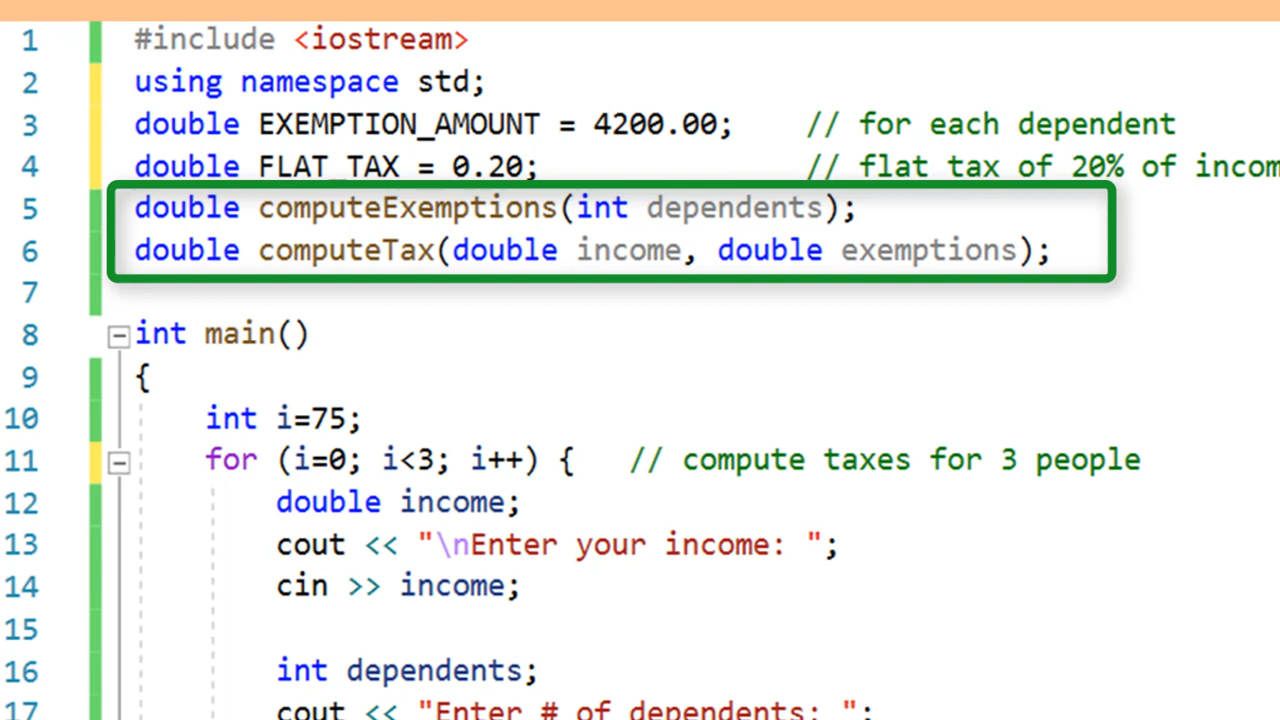 1 #include <iostream>
2 using namespace std;
3 double EXEMPTION_AMOUNT = 4200.00; // for each dependent
4 double FLAT_TAX = 0.20; // flat tax of 20% of incom
5 double computeExemptions(int dependents);
6 double computeTax(double income, double exemptions);
7
8 int main()
9 {
10 int i=75;
11 for (i=0; i<3; i++) { // compute taxes for 3 people
12 double income;
13 cout << "\nEnter your income: ";
14 cin >> income;
15
16 int dependents;
17 cout << "Enter # of dependents: ";